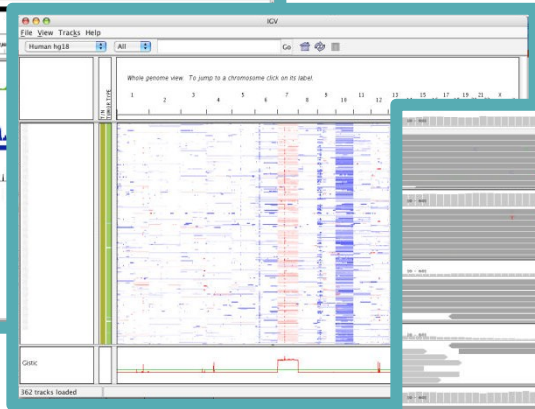 IGV
File View Tracks Help
Human hg18 All Go
Whole genome view. To jump to a chromosome click on its label.
1 3 5 7 9 11 13 15 17 19 21 X
2 4 6 8 10 12
Gistic
362 tracks loaded